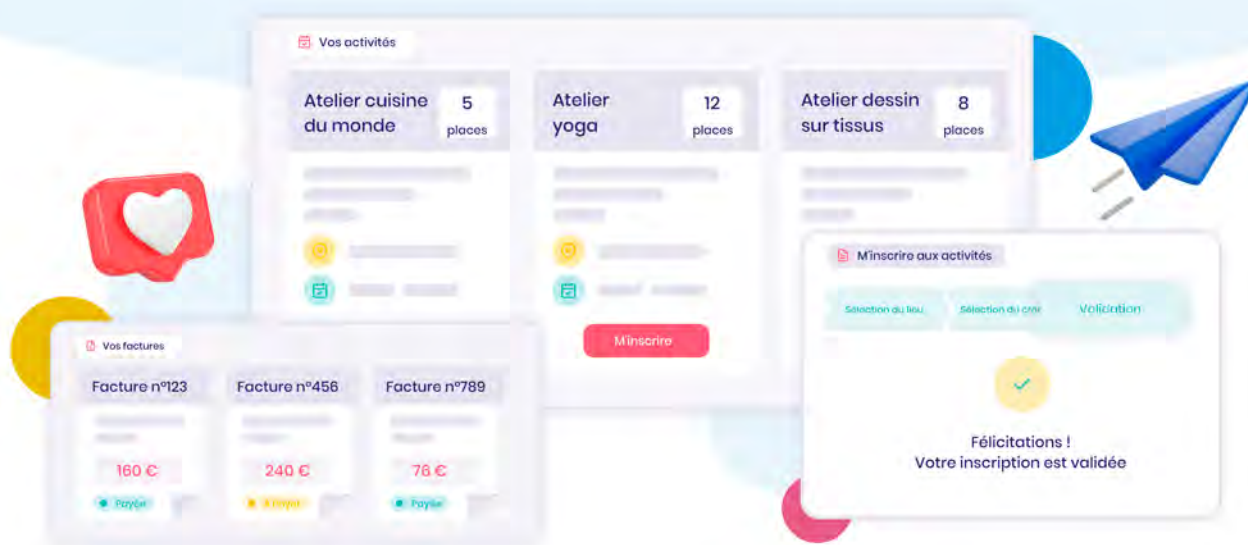 Vos activités
Atelier cuisine
du monde
5
places
Atelier
yoga
12
places
Atelier dessin
sur tissus
8
places
M'inscrire
M'inscrire aux activités
Sélection du lieu
Sélection du
Validation
Félicitations !
Votre inscription est validée
Vos factures
Facture n°123
Facture n°456
Facture n°789
160 €
240 €
76 €
Payée
Payée